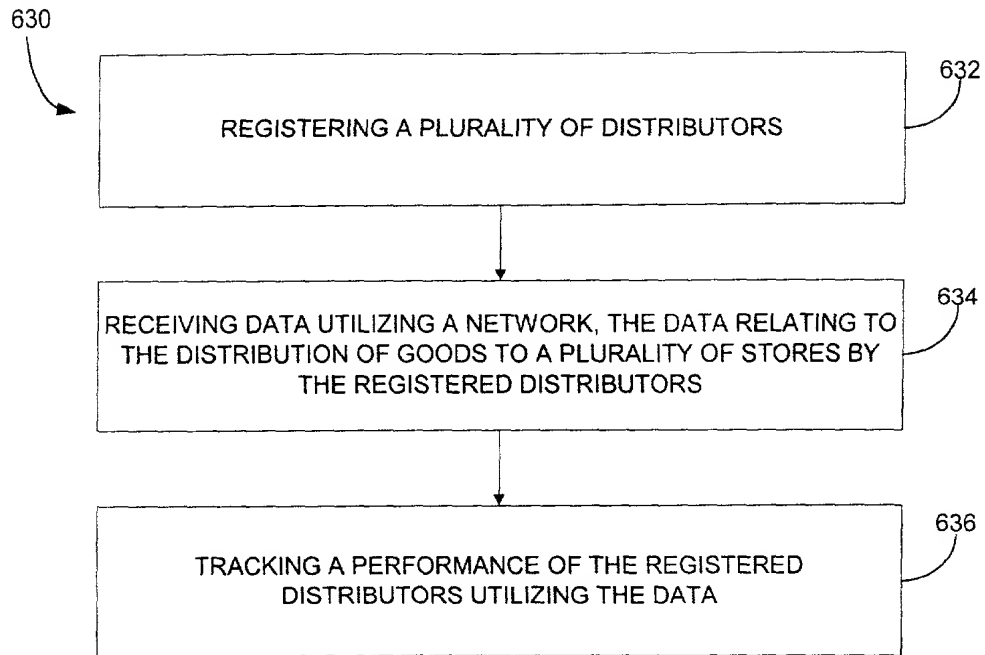 630
632
REGISTERING A PLURALITY OF DISTRIBUTORS
634
RECEIVING DATA UTILIZING A NETWORK, THE DATA RELATING TO
THE DISTRIBUTION OF GOODS TO A PLURALITY OF STORES BY
THE REGISTERED DISTRIBUTORS
636
TRACKING A PERFORMANCE OF THE REGISTERED
DISTRIBUTORS UTILIZING THE DATA